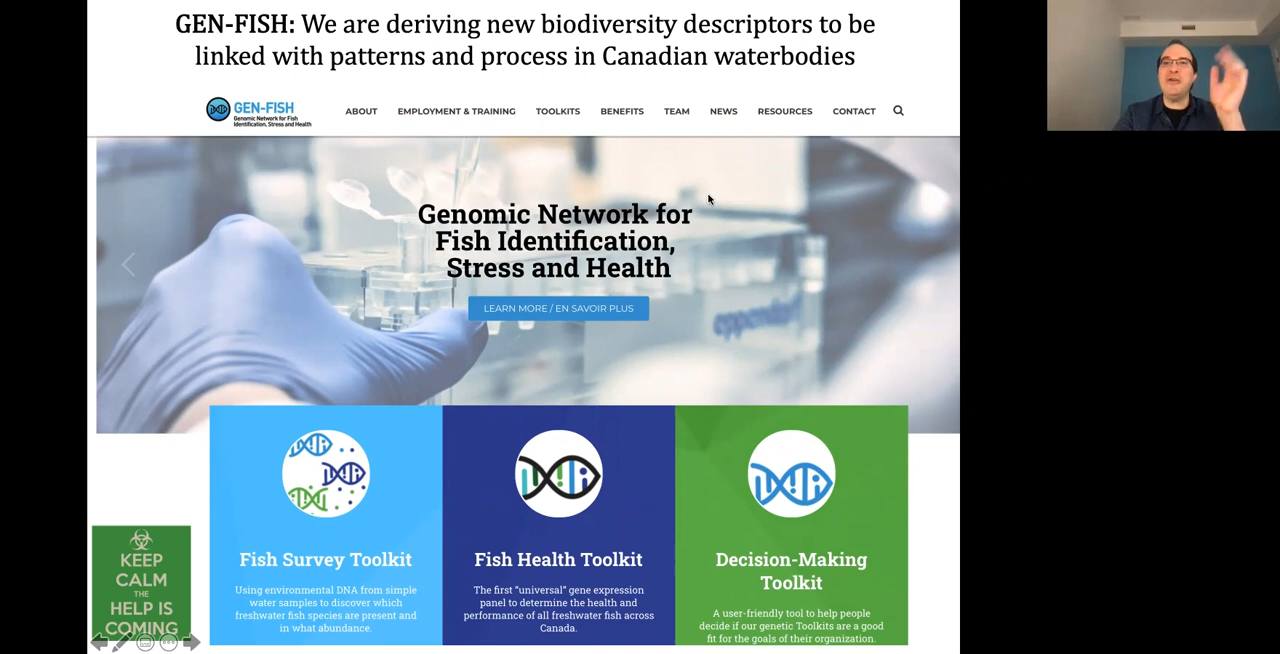 GEN-FISH: We are deriving new biodiversity descriptors to be
linked with patterns and process in Canadian waterbodies
GEN-FISH
Genomic Network for Fish
Identification, Stress and Health
ABOUT
EMPLOYMENT & TRAINING
TOOLKITS
BENEFITS
TEAM
NEWS
RESOURCES
CONTACT
Genomic Network for
Fish Identification,
Stress and Health
LEARN MORE / EN SAVOIR PLUS
eppendorf
Fish Survey Toolkit
Using environmental DNA from simple
water samples to discover which
freshwater fish species are present and
in what abundance.
Fish Health Toolkit
The first “universal” gene expression
panel to determine the health and
performance of all freshwater fish across
Canada.
Decision-Making
Toolkit
A user-friendly tool to help people
decide if our genetic Toolkits are a good
fit for the goals of their organization.
KEEP
CALM
THE
HELP IS
COMING